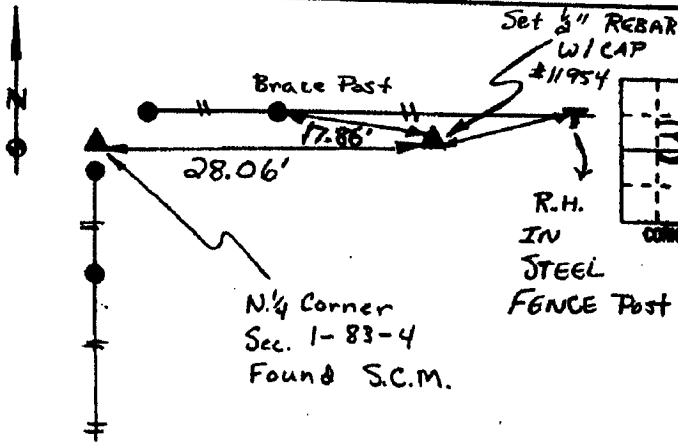 Set ½" REBAR
W/ CAP
#11954
Brace Post
N
17.86'
28.06'
R.H.
IN
STEEL
FENCE Post
N.¼ Corner
Sec. 1-83-4
Found S.C.M.